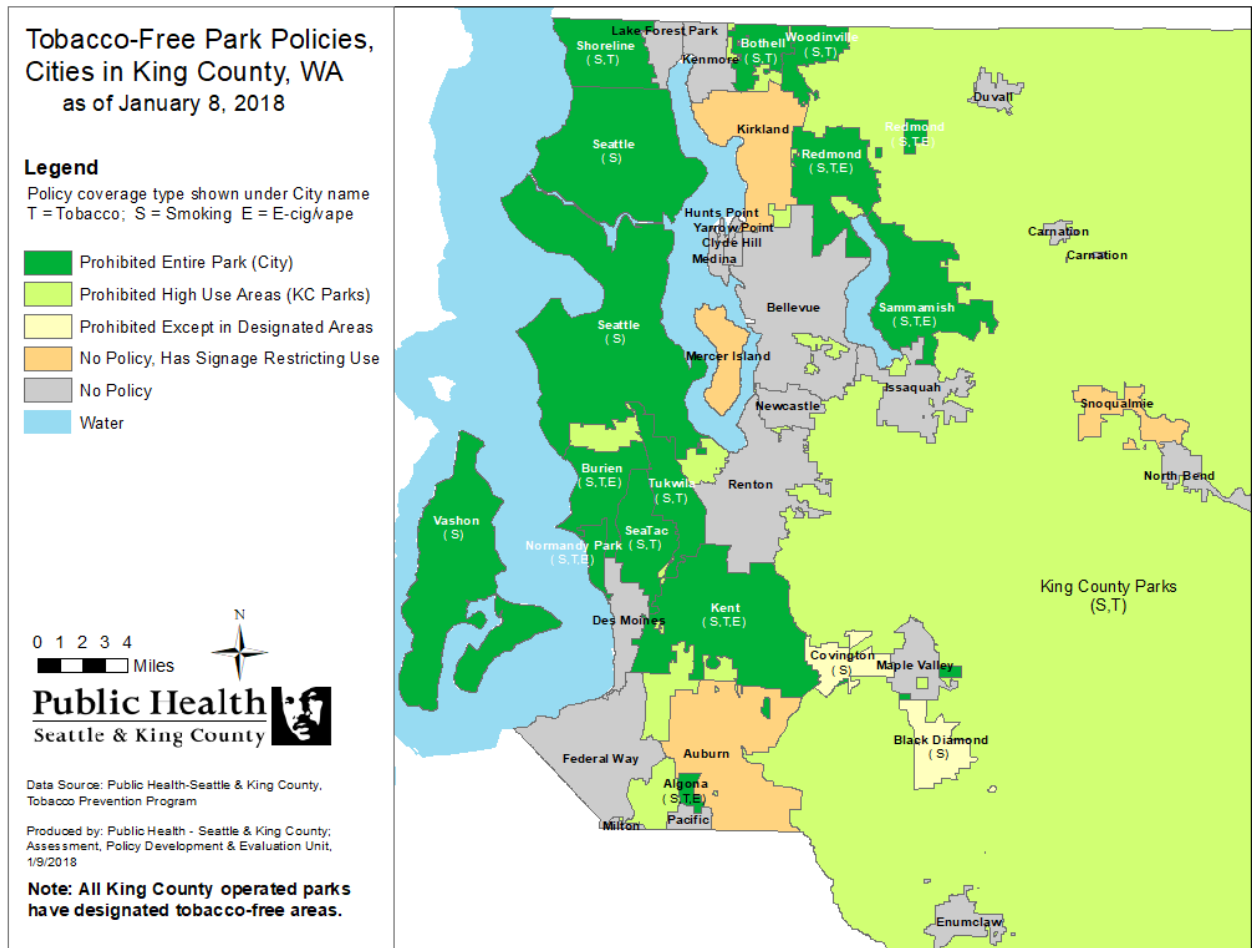 Tobacco-Free Park Policies,
Cities in King County, WA
as of January 8, 2018
Legend
Policy coverage type shown under City name
T = Tobacco; S = Smoking E = E-cig/vape
Prohibited Entire Park (City)
Prohibited High Use Areas (KC Parks)
Prohibited Except in Designated Areas
No Policy, Has Signage Restricting Use
No Policy
Water
N
0 1 2 3 4
Miles
Public Health
Seattle & King County
Data Source: Public Health-Seattle & King County,
Tobacco Prevention Program
Produced by: Public Health - Seattle & King County;
Assessment, Policy Development & Evaluation Unit,
1/9/2018
Note: All King County operated parks
have designated tobacco-free areas.
Lake Forest Park
Shoreline
(S,T)
Kenmore
Bothell
(S,T)
Woodinville
(S,T)
Duvall
Kirkland
Redmond
(S,T,E)
Redmond
(S,T,E)
Seattle
(S)
Hunts Point
Yarrow Point
Clyde Hill
Medina
Carnation
Carnation
Bellevue
Sammamish
(S,T,E)
Seattle
(S)
Mercer Island
Issaquah
Newcastle
Snoqualmie
North Bend
Burien
(S,T,E)
Tukwila
(S,T)
Renton
Vashon
(S)
SeaTac
(S,T)
Normandy Park
(S,T,E)
King County Parks
(S,T)
Kent
(S,T,E)
Des Moines
Covington
(S)
Maple Valley
Black Diamond
(S)
Federal Way
Auburn
Algona
(S,T,E)
Pacific
Milton
Enumclaw